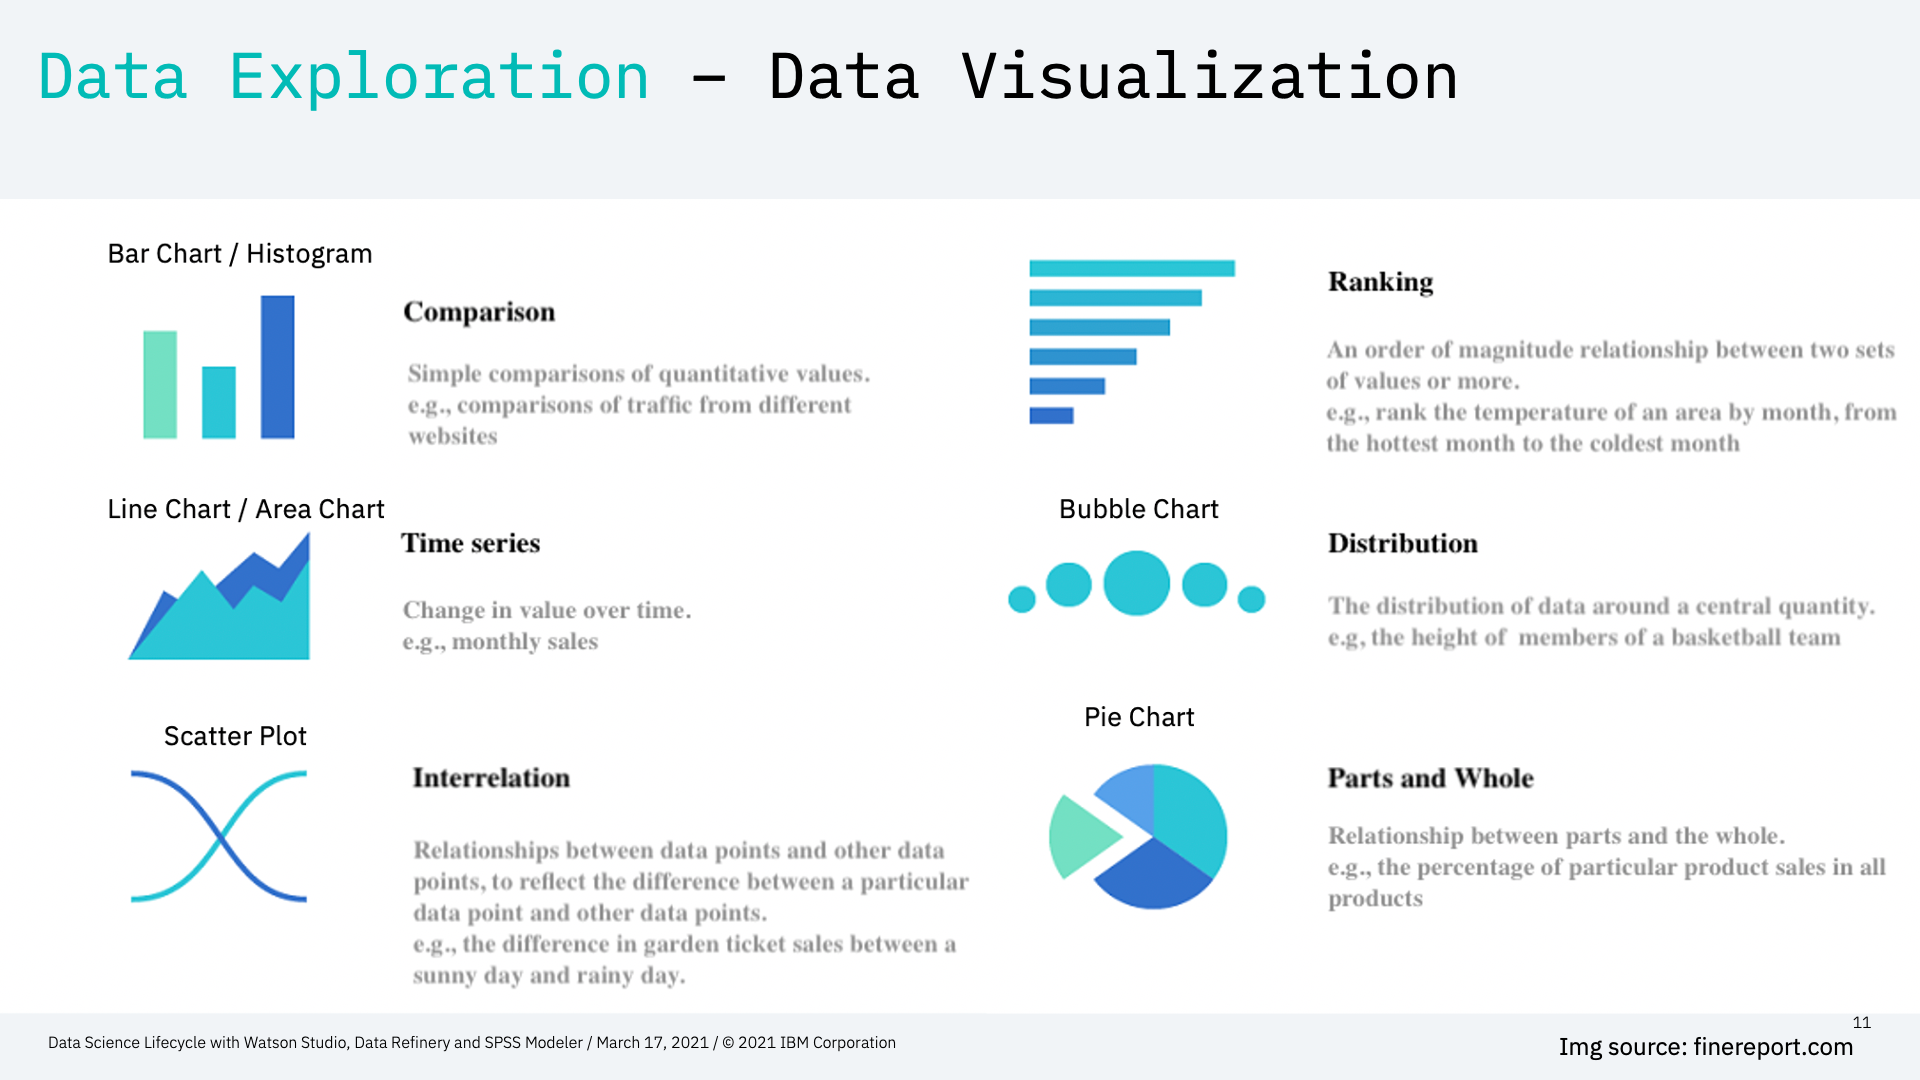 Data Exploration – Data Visualization
Bar Chart / Histogram
Comparison
Simple comparisons of quantitative values.
e.g., comparisons of traffic from different
websites
Ranking
An order of magnitude relationship between two sets
of values or more.
e.g., rank the temperature of an area by month, from
the hottest month to the coldest month
Line Chart / Area Chart
Time series
Change in value over time.
e.g., monthly sales
Bubble Chart
Distribution
The distribution of data around a central quantity.
e.g, the height of members of a basketball team
Scatter Plot
Interrelation
Relationships between data points and other data
points, to reflect the difference between a particular
data point and other data points.
e.g., the difference in garden ticket sales between a
sunny day and rainy day.
Pie Chart
Parts and Whole
Relationship between parts and the whole.
e.g., the percentage of particular product sales in all
products
Data Science Lifecycle with Watson Studio, Data Refinery and SPSS Modeler / March 17, 2021 / © 2021 IBM Corporation
11
Img source: finereport.com